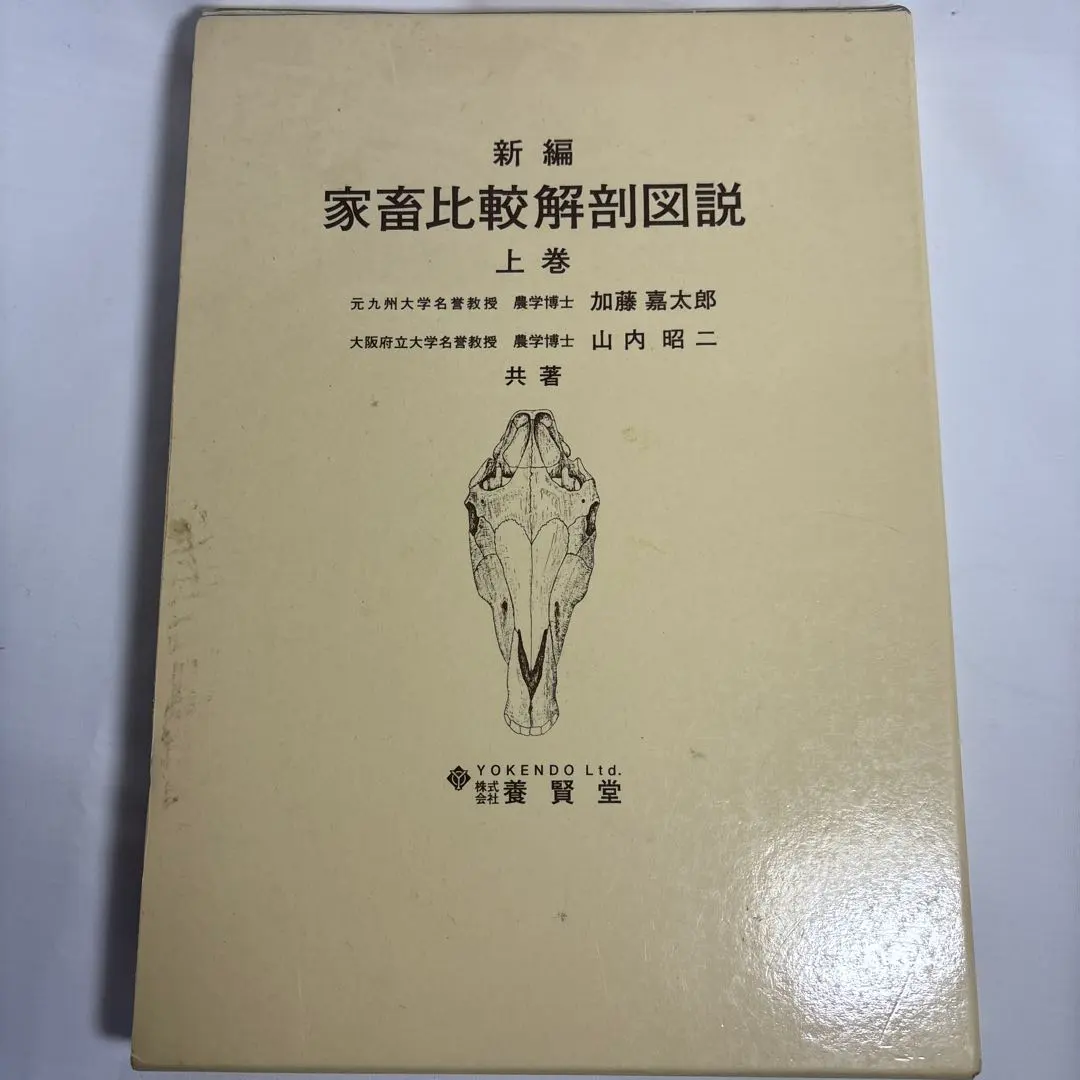 新編
家畜比較解剖図説
上巻
元九州大学名誉教授 農学博士 加藤 嘉太郎
大阪府立大学名誉教授 農学博士 山内 昭二
共著
YOKENDO Ltd.
株式会社 養賢堂